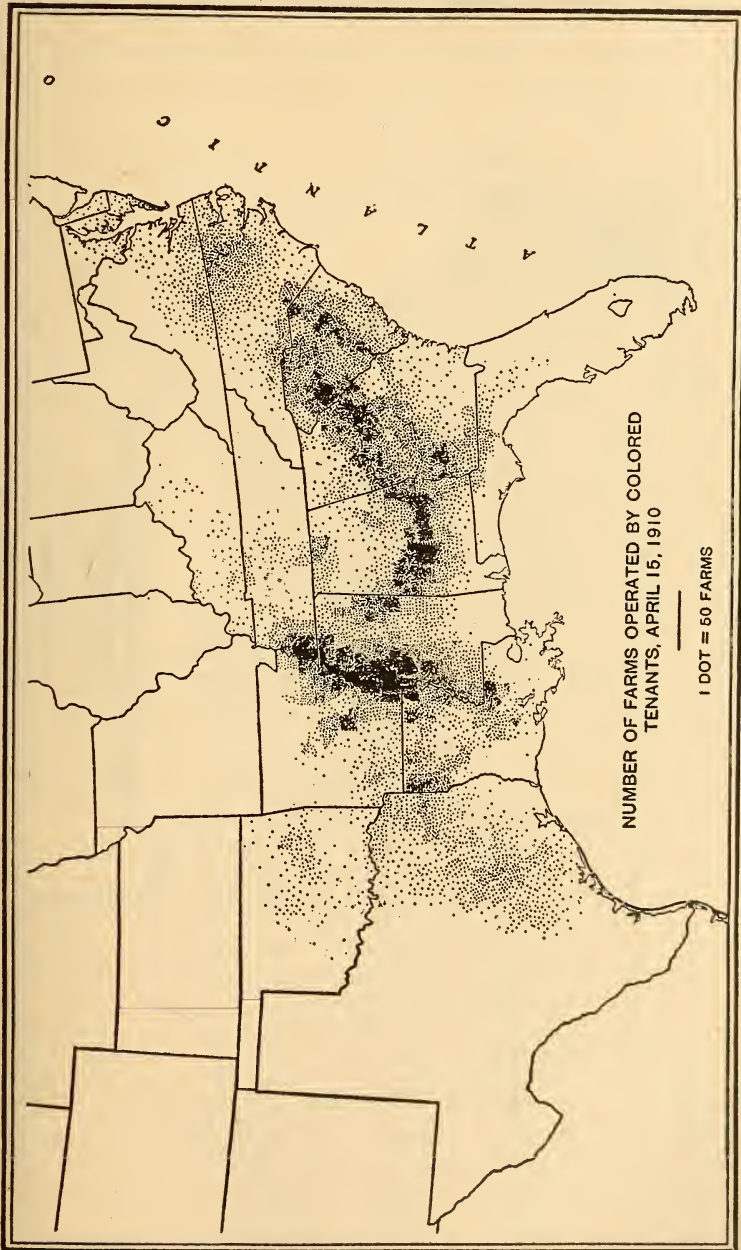 ATLANTIC O
NUMBER OF FARMS OPERATED BY COLORED
TENANTS, APRIL 15, 1910
1 DOT = 50 FARMS